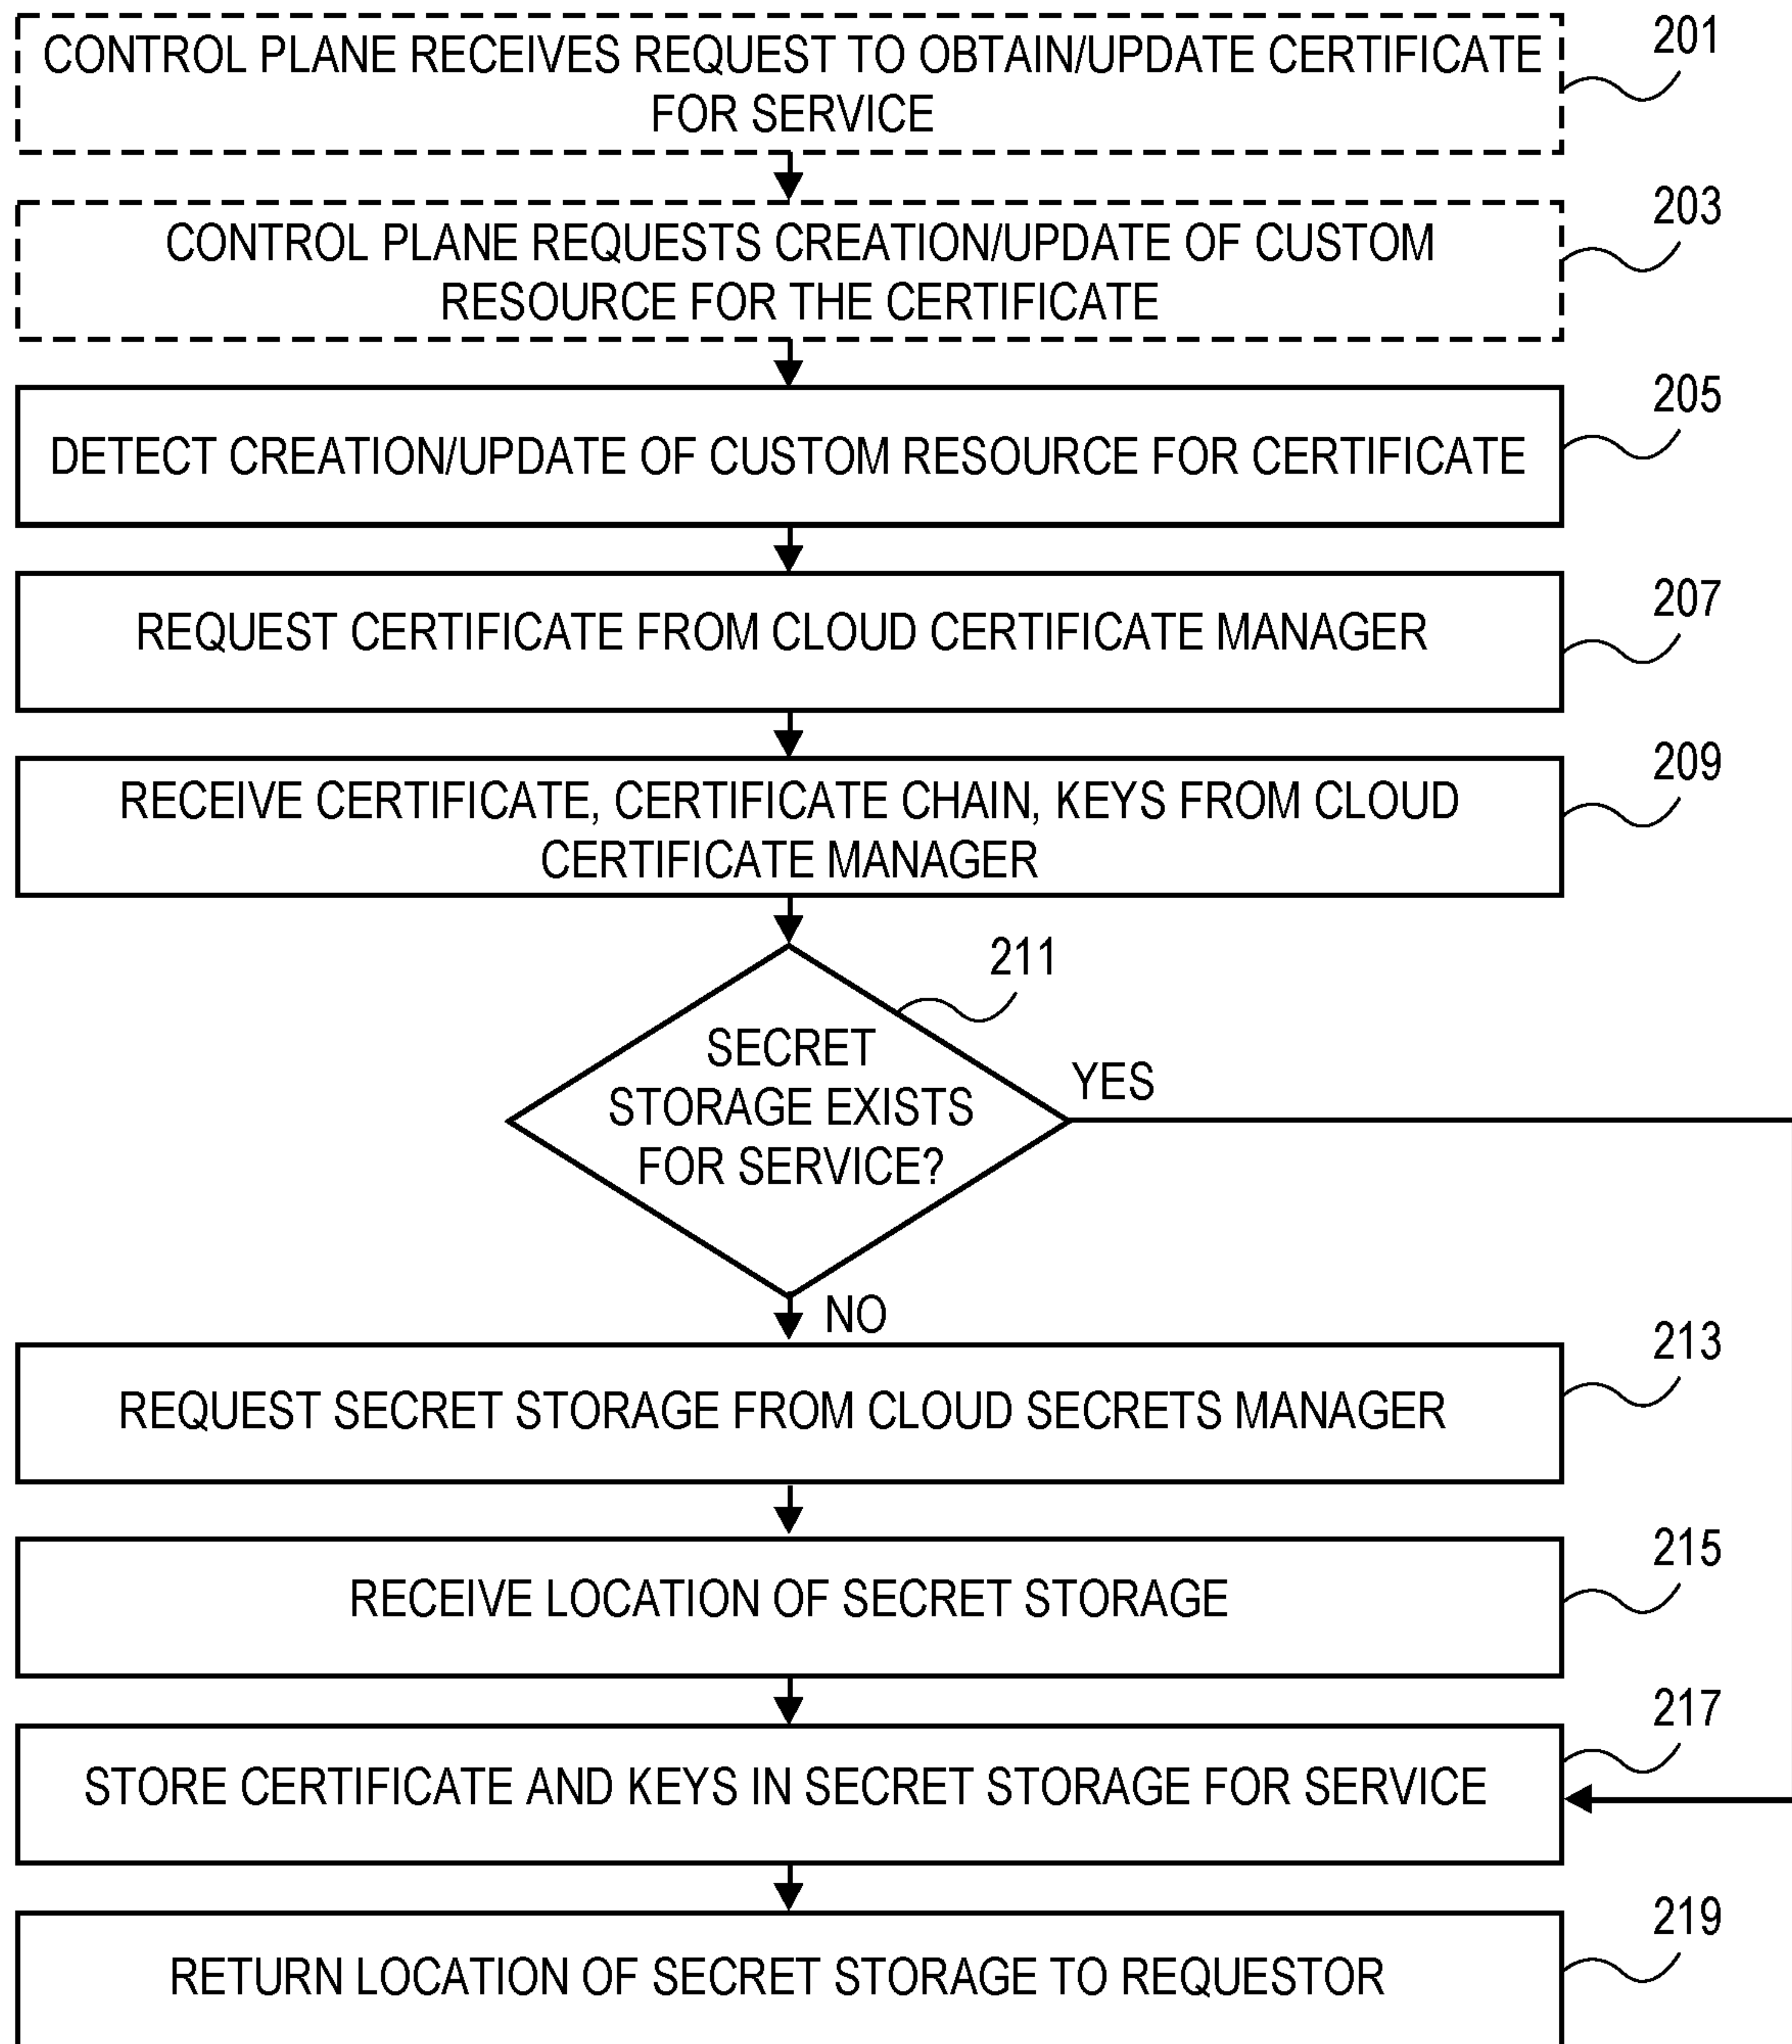 CONTROL PLANE RECEIVES REQUEST TO OBTAIN/UPDATE CERTIFICATE
FOR SERVICE
201
CONTROL PLANE REQUESTS CREATION/UPDATE OF CUSTOM
RESOURCE FOR THE CERTIFICATE
203
DETECT CREATION/UPDATE OF CUSTOM RESOURCE FOR CERTIFICATE
205
REQUEST CERTIFICATE FROM CLOUD CERTIFICATE MANAGER
207
RECEIVE CERTIFICATE, CERTIFICATE CHAIN, KEYS FROM CLOUD
CERTIFICATE MANAGER
209
211
SECRET
STORAGE EXISTS
FOR SERVICE?
YES
NO
REQUEST SECRET STORAGE FROM CLOUD SECRETS MANAGER
213
RECEIVE LOCATION OF SECRET STORAGE
215
STORE CERTIFICATE AND KEYS IN SECRET STORAGE FOR SERVICE
217
RETURN LOCATION OF SECRET STORAGE TO REQUESTOR
219